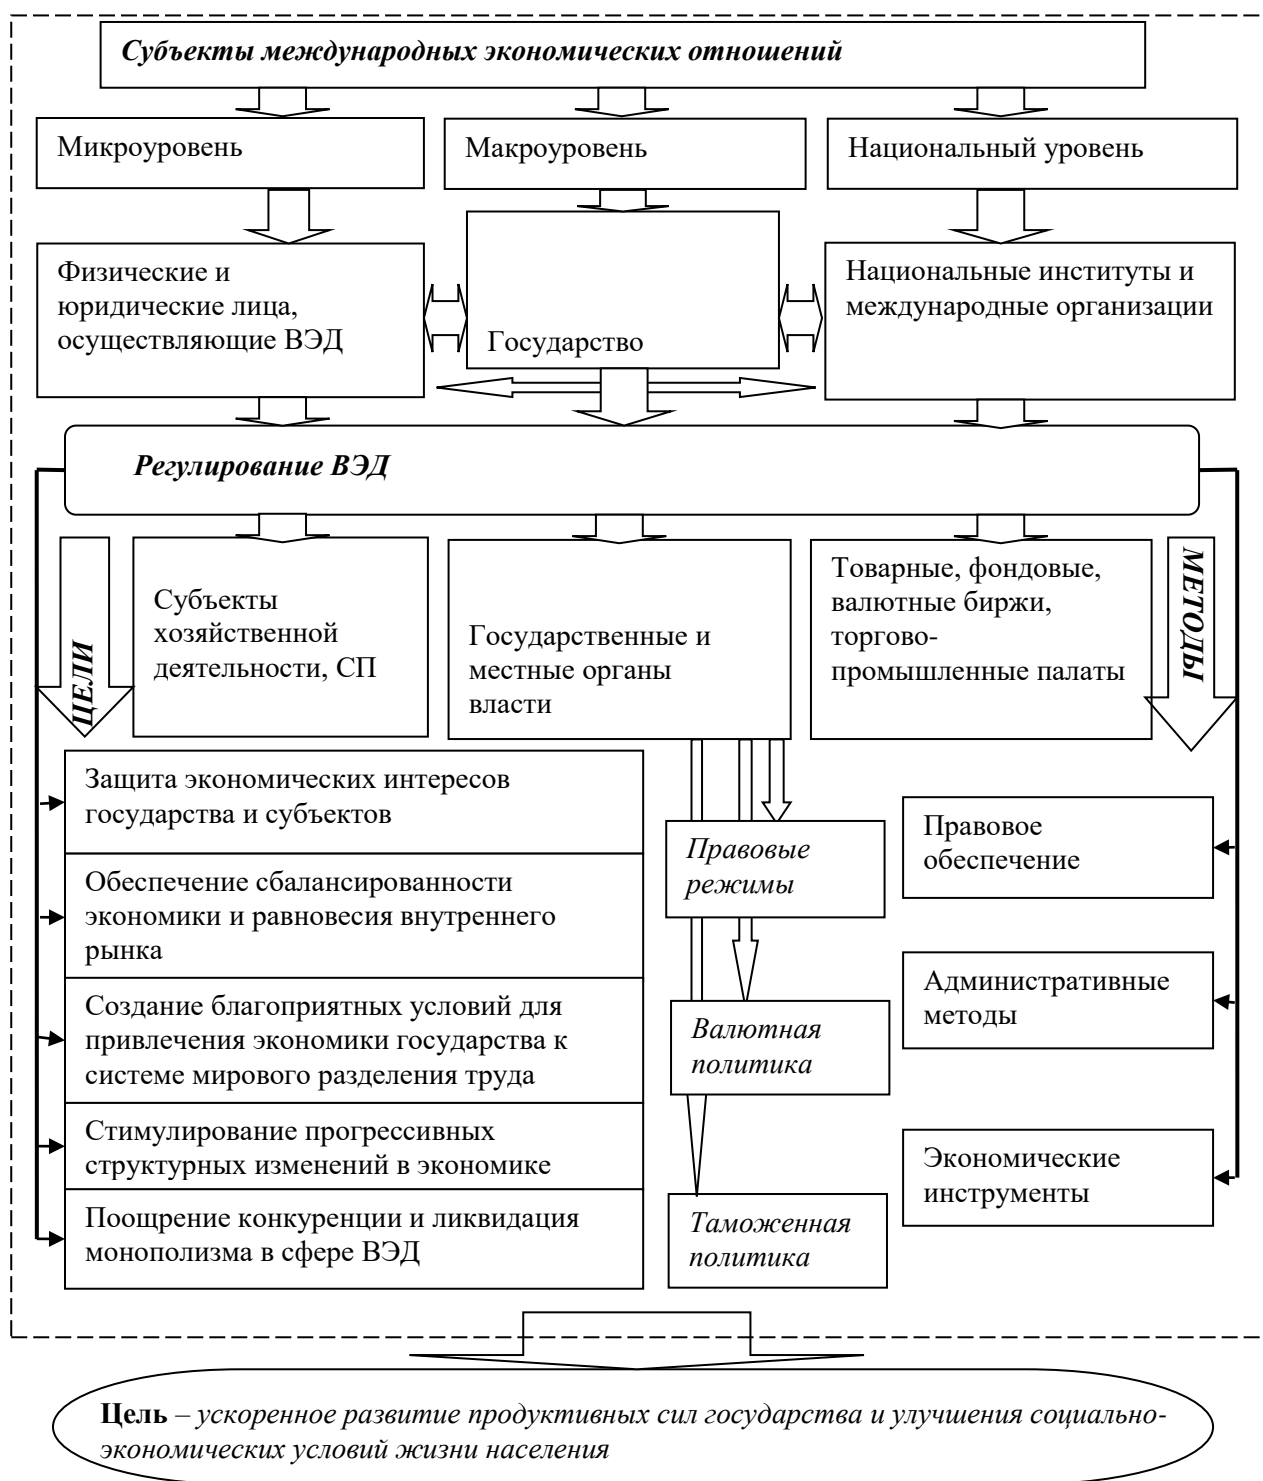 Субъекты международных экономических отношений
Микроуровень
Макроуровень
Национальный уровень
Физические и
юридические лица,
осуществляющие ВЭД
Государство
Национальные институты и
международные организации
Регулирование ВЭД
ЦЕЛИ
Субъекты
хозяйственной
деятельности, СП
Государственные и
местные органы
власти
Товарные, фондовые,
валютные биржи,
торгово-
промышленные палаты
МЕТОДЫ
Защита экономических интересов
государства и субъектов
Обеспечение сбалансированности
экономики и равновесия внутреннего
рынка
Создание благоприятных условий для
привлечения экономики государства к
системе мирового разделения труда
Стимулирование прогрессивных
структурных изменений в экономике
Поощрение конкуренции и ликвидация
монополизма в сфере ВЭД
Правовые
режимы
Валютная
политика
Таможенная
политика
Правовое
обеспечение
Административные
методы
Экономические
инструменты
Цель – ускоренное развитие продуктивных сил государства и улучшения социально-
экономических условий жизни населения